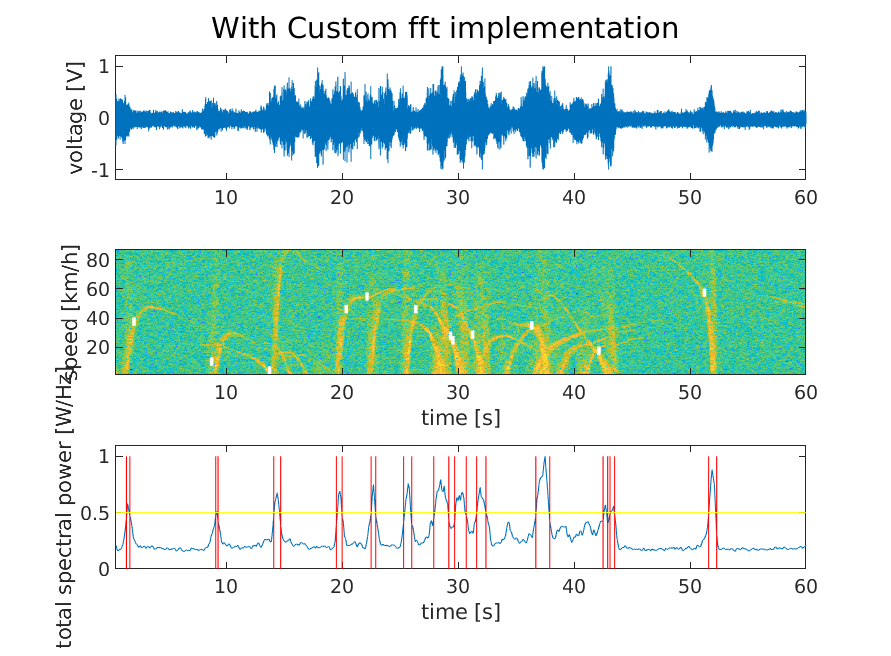 With Custom fft implementation
voltage [V]
1
0
-1
10 20 30 40 50 60
speed [km/h]
80
60
40
20
10 20 30 40 50 60
time [s]
total spectral power [W/Hz]
1
0.5
0
10 20 30 40 50 60
time [s]